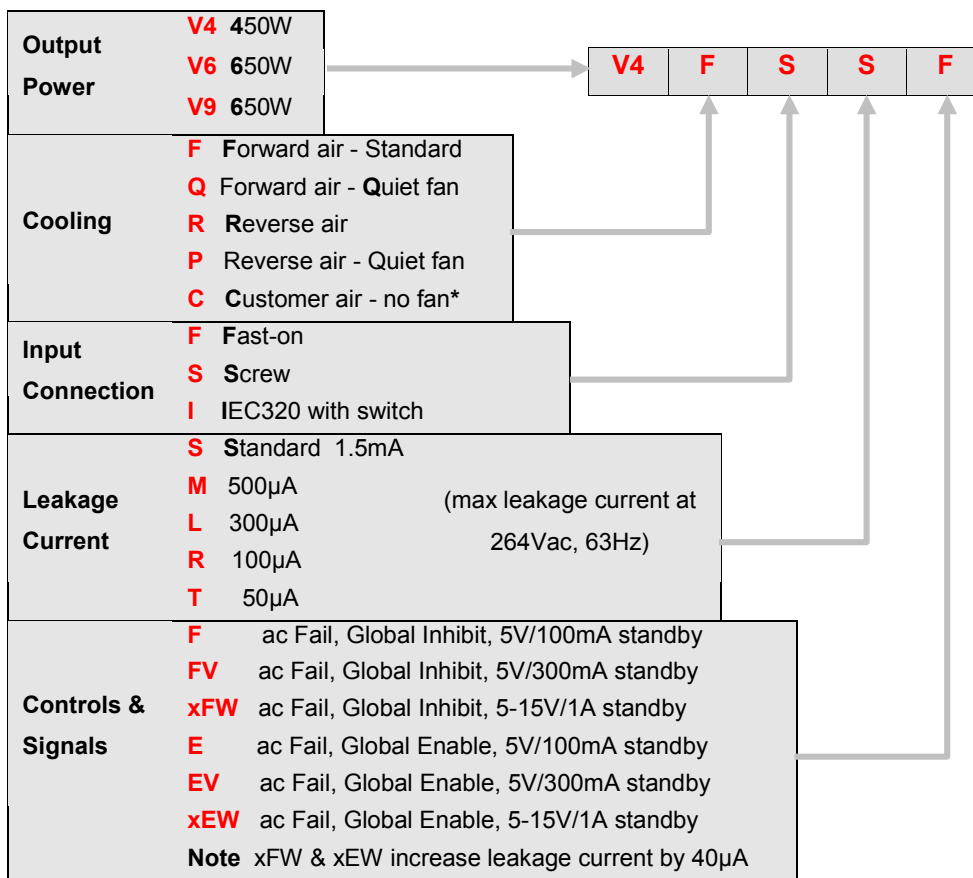 Output Power
V4 450W
V6 650W
V9 650W
V4 F S S F
Cooling
F Forward air - Standard
Q Forward air - Quiet fan
R Reverse air
P Reverse air - Quiet fan
C Customer air - no fan*
Input Connection
F Fast-on
S Screw
I IEC320 with switch
Leakage Current
S Standard 1.5mA
M 500µA
L 300µA
R 100µA
T 50µA
(max leakage current at
264Vac, 63Hz)
Controls & Signals
F ac Fail, Global Inhibit, 5V/100mA standby
FV ac Fail, Global Inhibit, 5V/300mA standby
xFW ac Fail, Global Inhibit, 5-15V/1A standby
E ac Fail, Global Enable, 5V/100mA standby
EV ac Fail, Global Enable, 5V/300mA standby
xEW ac Fail, Global Enable, 5-15V/1A standby
Note xFW & xEW increase leakage current by 40µA